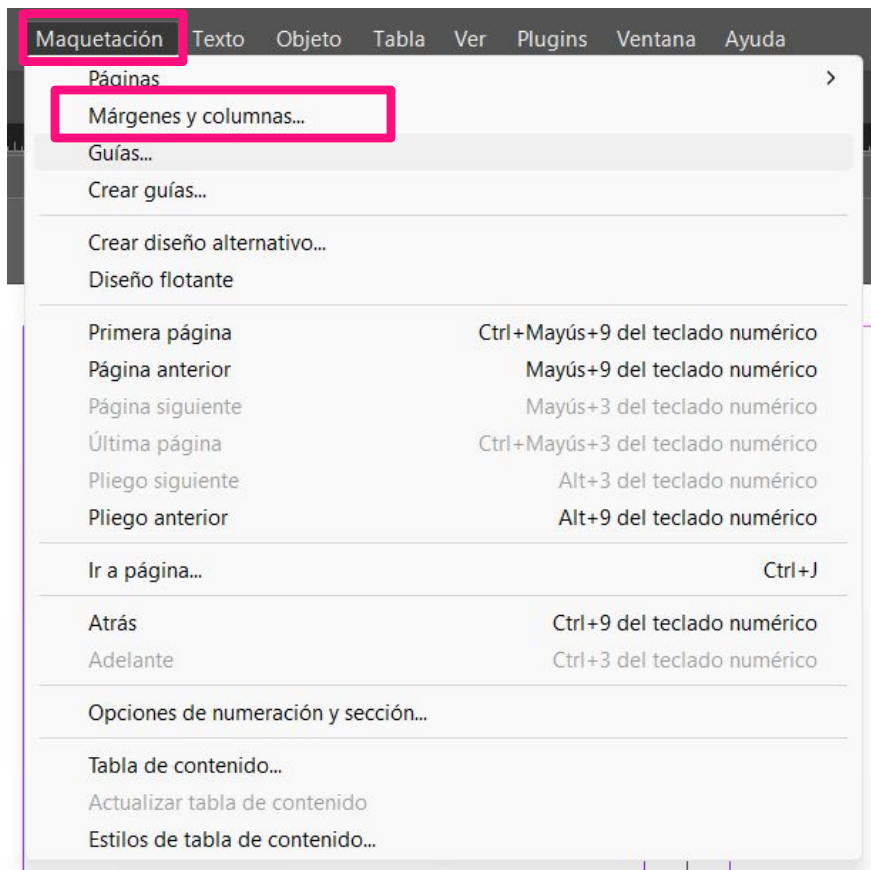 Maquetación Texto Objeto Tabla Ver Plugins Ventana Ayuda
Páginas
Márgenes y columnas...
Guías...
Crear guías...
Crear diseño alternativo...
Diseño flotante
Primera página Ctrl+Mayús+9 del teclado numérico
Página anterior Mayús+9 del teclado numérico
Página siguiente Mayús+3 del teclado numérico
Última página Ctrl+Mayús+3 del teclado numérico
Pliego siguiente Alt+3 del teclado numérico
Pliego anterior Alt+9 del teclado numérico
Ir a página... Ctrl+J
Atrás Ctrl+9 del teclado numérico
Adelante Ctrl+3 del teclado numérico
Opciones de numeración y sección...
Tabla de contenido...
Actualizar tabla de contenido
Estilos de tabla de contenido...